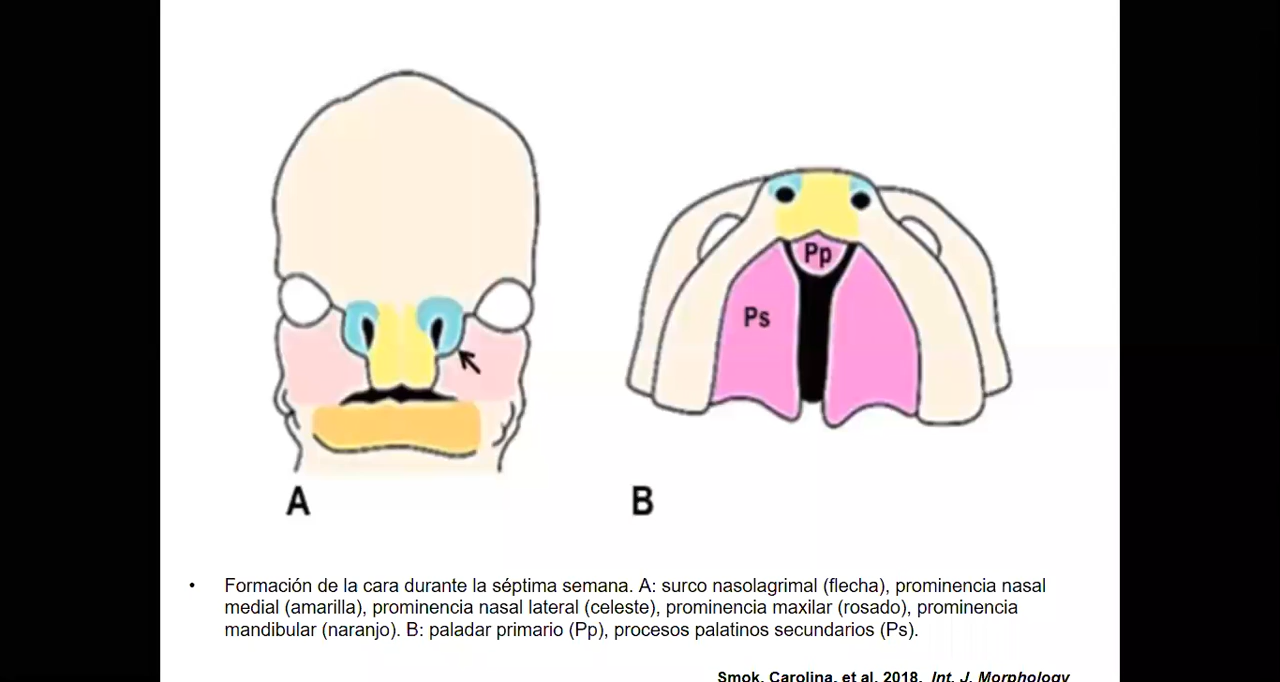 Pp
Ps
A
B
• Formación de la cara durante la séptima semana. A: surco nasolagrimal (flecha), prominencia nasal
medial (amarilla), prominencia nasal lateral (celeste), prominencia maxilar (rosado), prominencia
mandibular (naranjo). B: paladar primario (Pp), procesos palatinos secundarios (Ps).
Smok, Carolina, et al, 2018, Int. J. Morphology